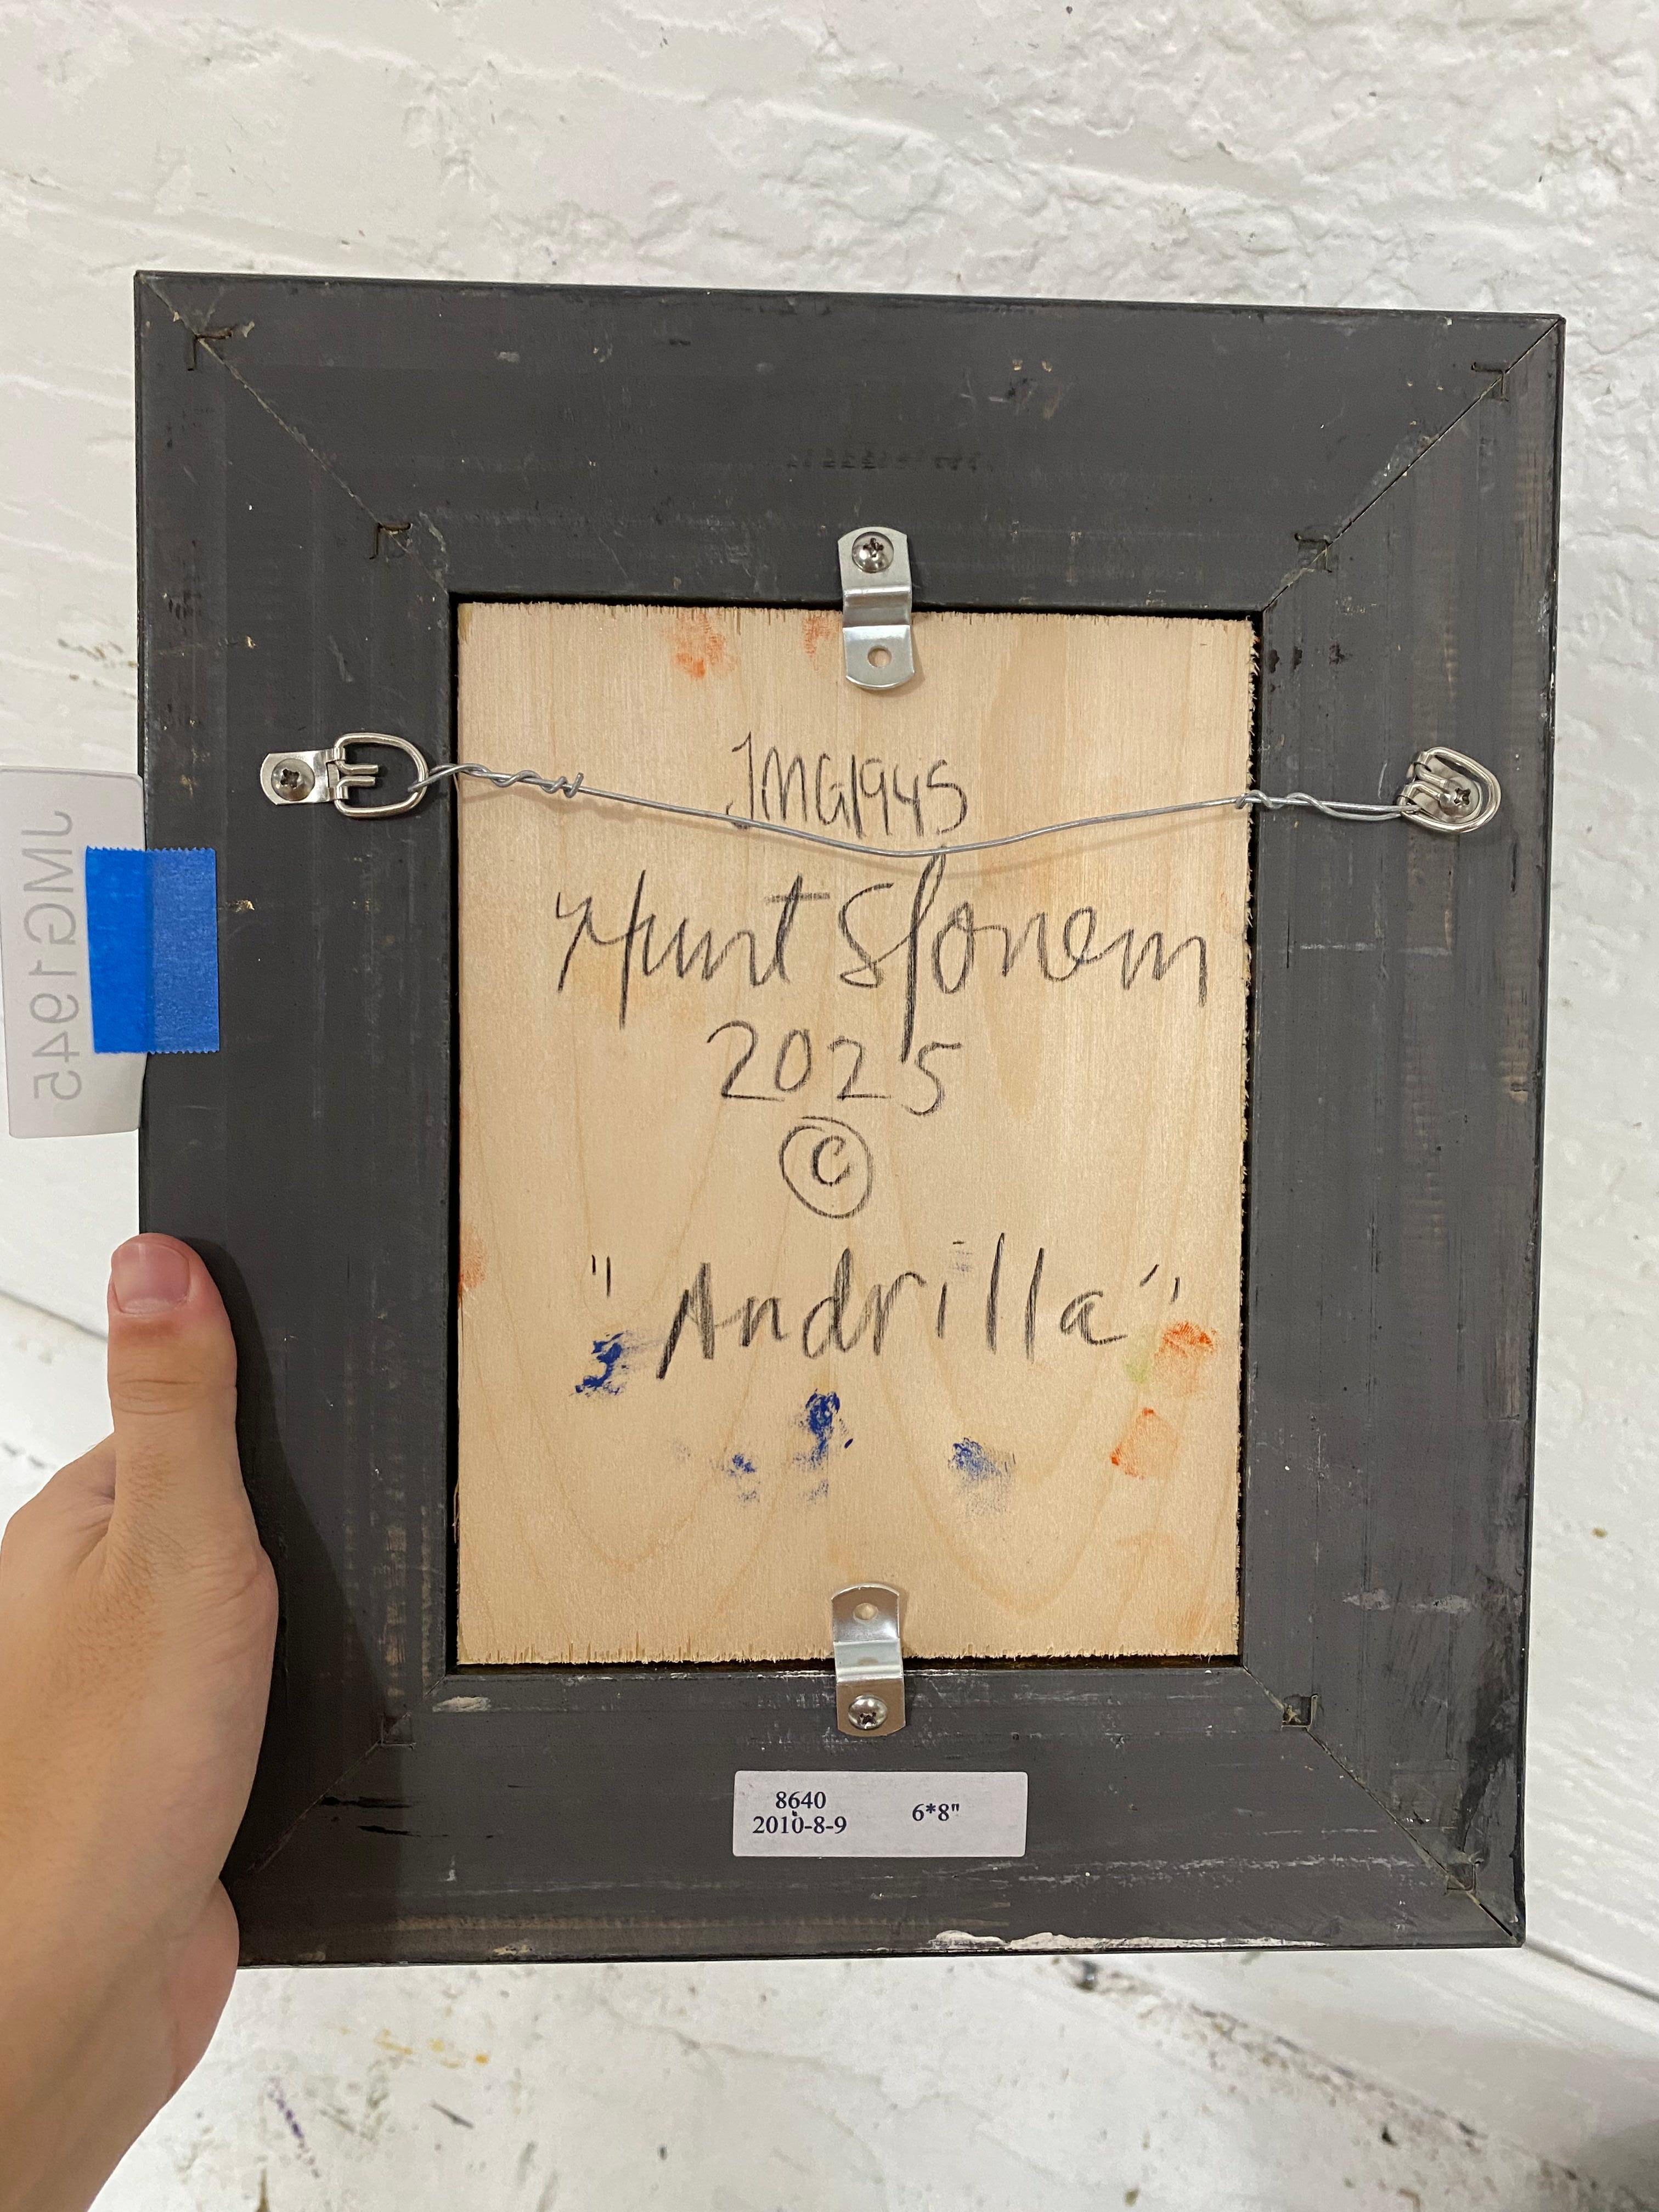 JMG1945
JMG1945
Hunt Slonem
2025
©
"Andrilla"
8640
2010-8-9 6*8"